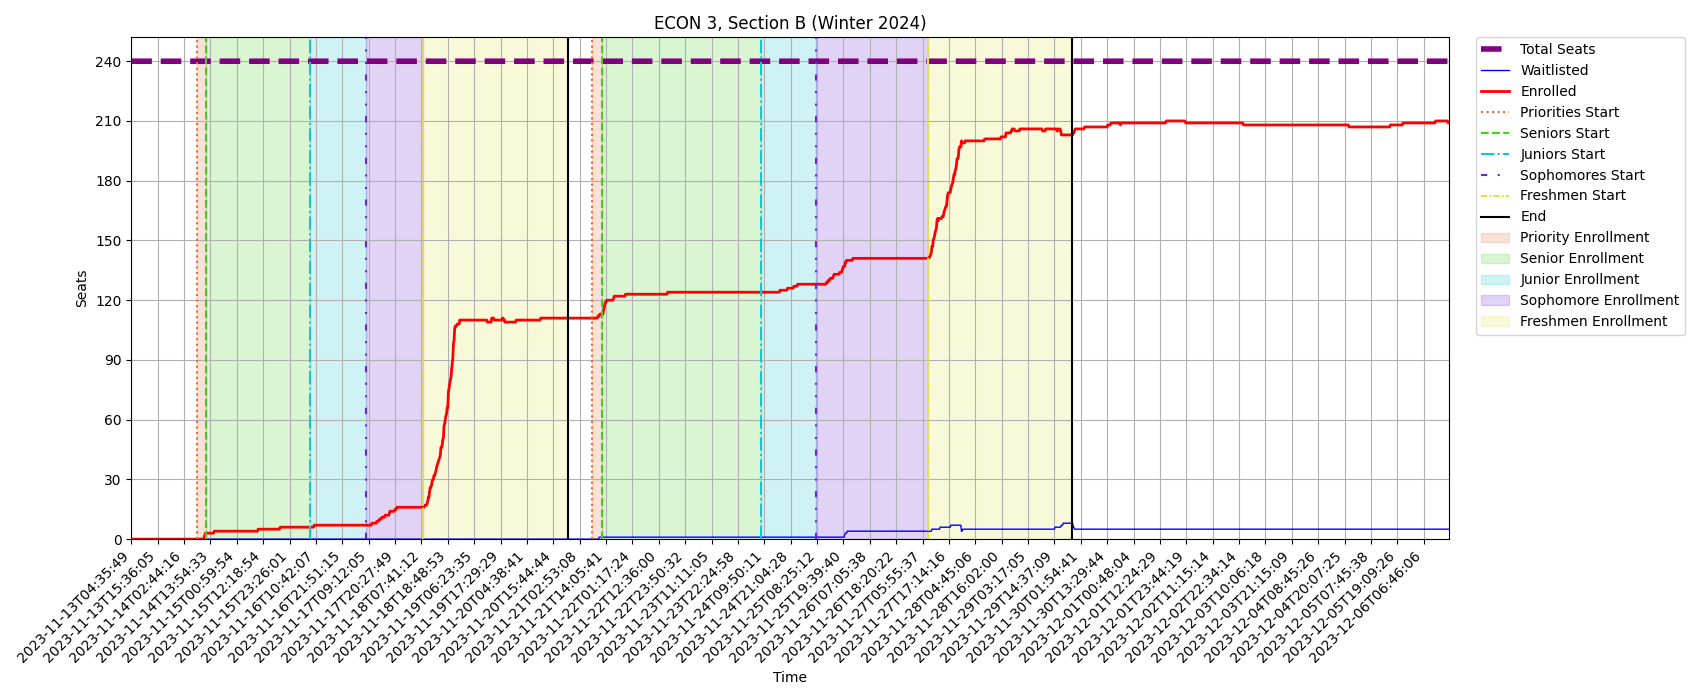 ECON 3, Section B (Winter 2024)
Seats
240
210
180
150
120
90
60
30
0
2023-11-13T04:35:49
2023-11-13T15:36:05
2023-11-14T02:44:16
2023-11-14T13:54:33
2023-11-15T00:59:54
2023-11-15T12:18:54
2023-11-15T23:26:01
2023-11-16T10:42:07
2023-11-16T21:51:15
2023-11-17T09:12:05
2023-11-17T20:27:49
2023-11-18T07:41:12
2023-11-18T18:48:53
2023-11-19T06:23:35
2023-11-19T17:29:29
2023-11-20T04:38:41
2023-11-20T15:44:44
2023-11-21T02:53:08
2023-11-21T14:05:41
2023-11-22T01:17:24
2023-11-22T12:36:00
2023-11-22T23:50:32
2023-11-23T11:11:05
2023-11-23T22:24:58
2023-11-24T09:50:11
2023-11-24T21:04:28
2023-11-25T08:25:12
2023-11-25T19:39:40
2023-11-26T07:05:38
2023-11-26T18:20:22
2023-11-27T05:55:37
2023-11-27T17:14:16
2023-11-28T04:45:06
2023-11-28T16:02:00
2023-11-29T03:17:05
2023-11-29T14:37:09
2023-11-30T01:54:41
2023-11-30T13:29:44
2023-12-01T00:48:04
2023-12-01T12:24:29
2023-12-01T23:44:19
2023-12-02T11:15:14
2023-12-02T22:34:14
2023-12-03T10:06:18
2023-12-03T21:15:09
2023-12-04T08:45:26
2023-12-04T20:07:25
2023-12-05T07:45:38
2023-12-05T19:09:26
2023-12-06T06:46:06
Time
Total Seats
Waitlisted
Enrolled
Priorities Start
Seniors Start
Juniors Start
Sophomores Start
Freshmen Start
End
Priority Enrollment
Senior Enrollment
Junior Enrollment
Sophomore Enrollment
Freshmen Enrollment